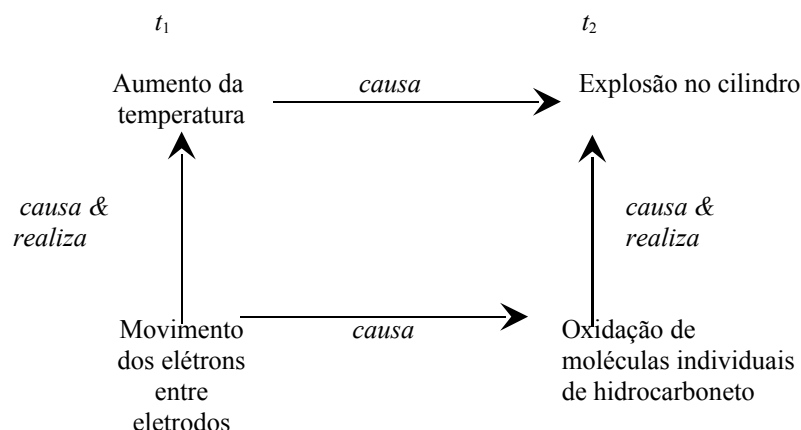 t₁
t₂
Aumento da
temperatura
causa
Explosão no cilindro
causa &
realiza
causa &
realiza
Movimento
dos elétrons
entre
eletrodos
causa
Oxidação de
moléculas individuais
de hidrocarboneto